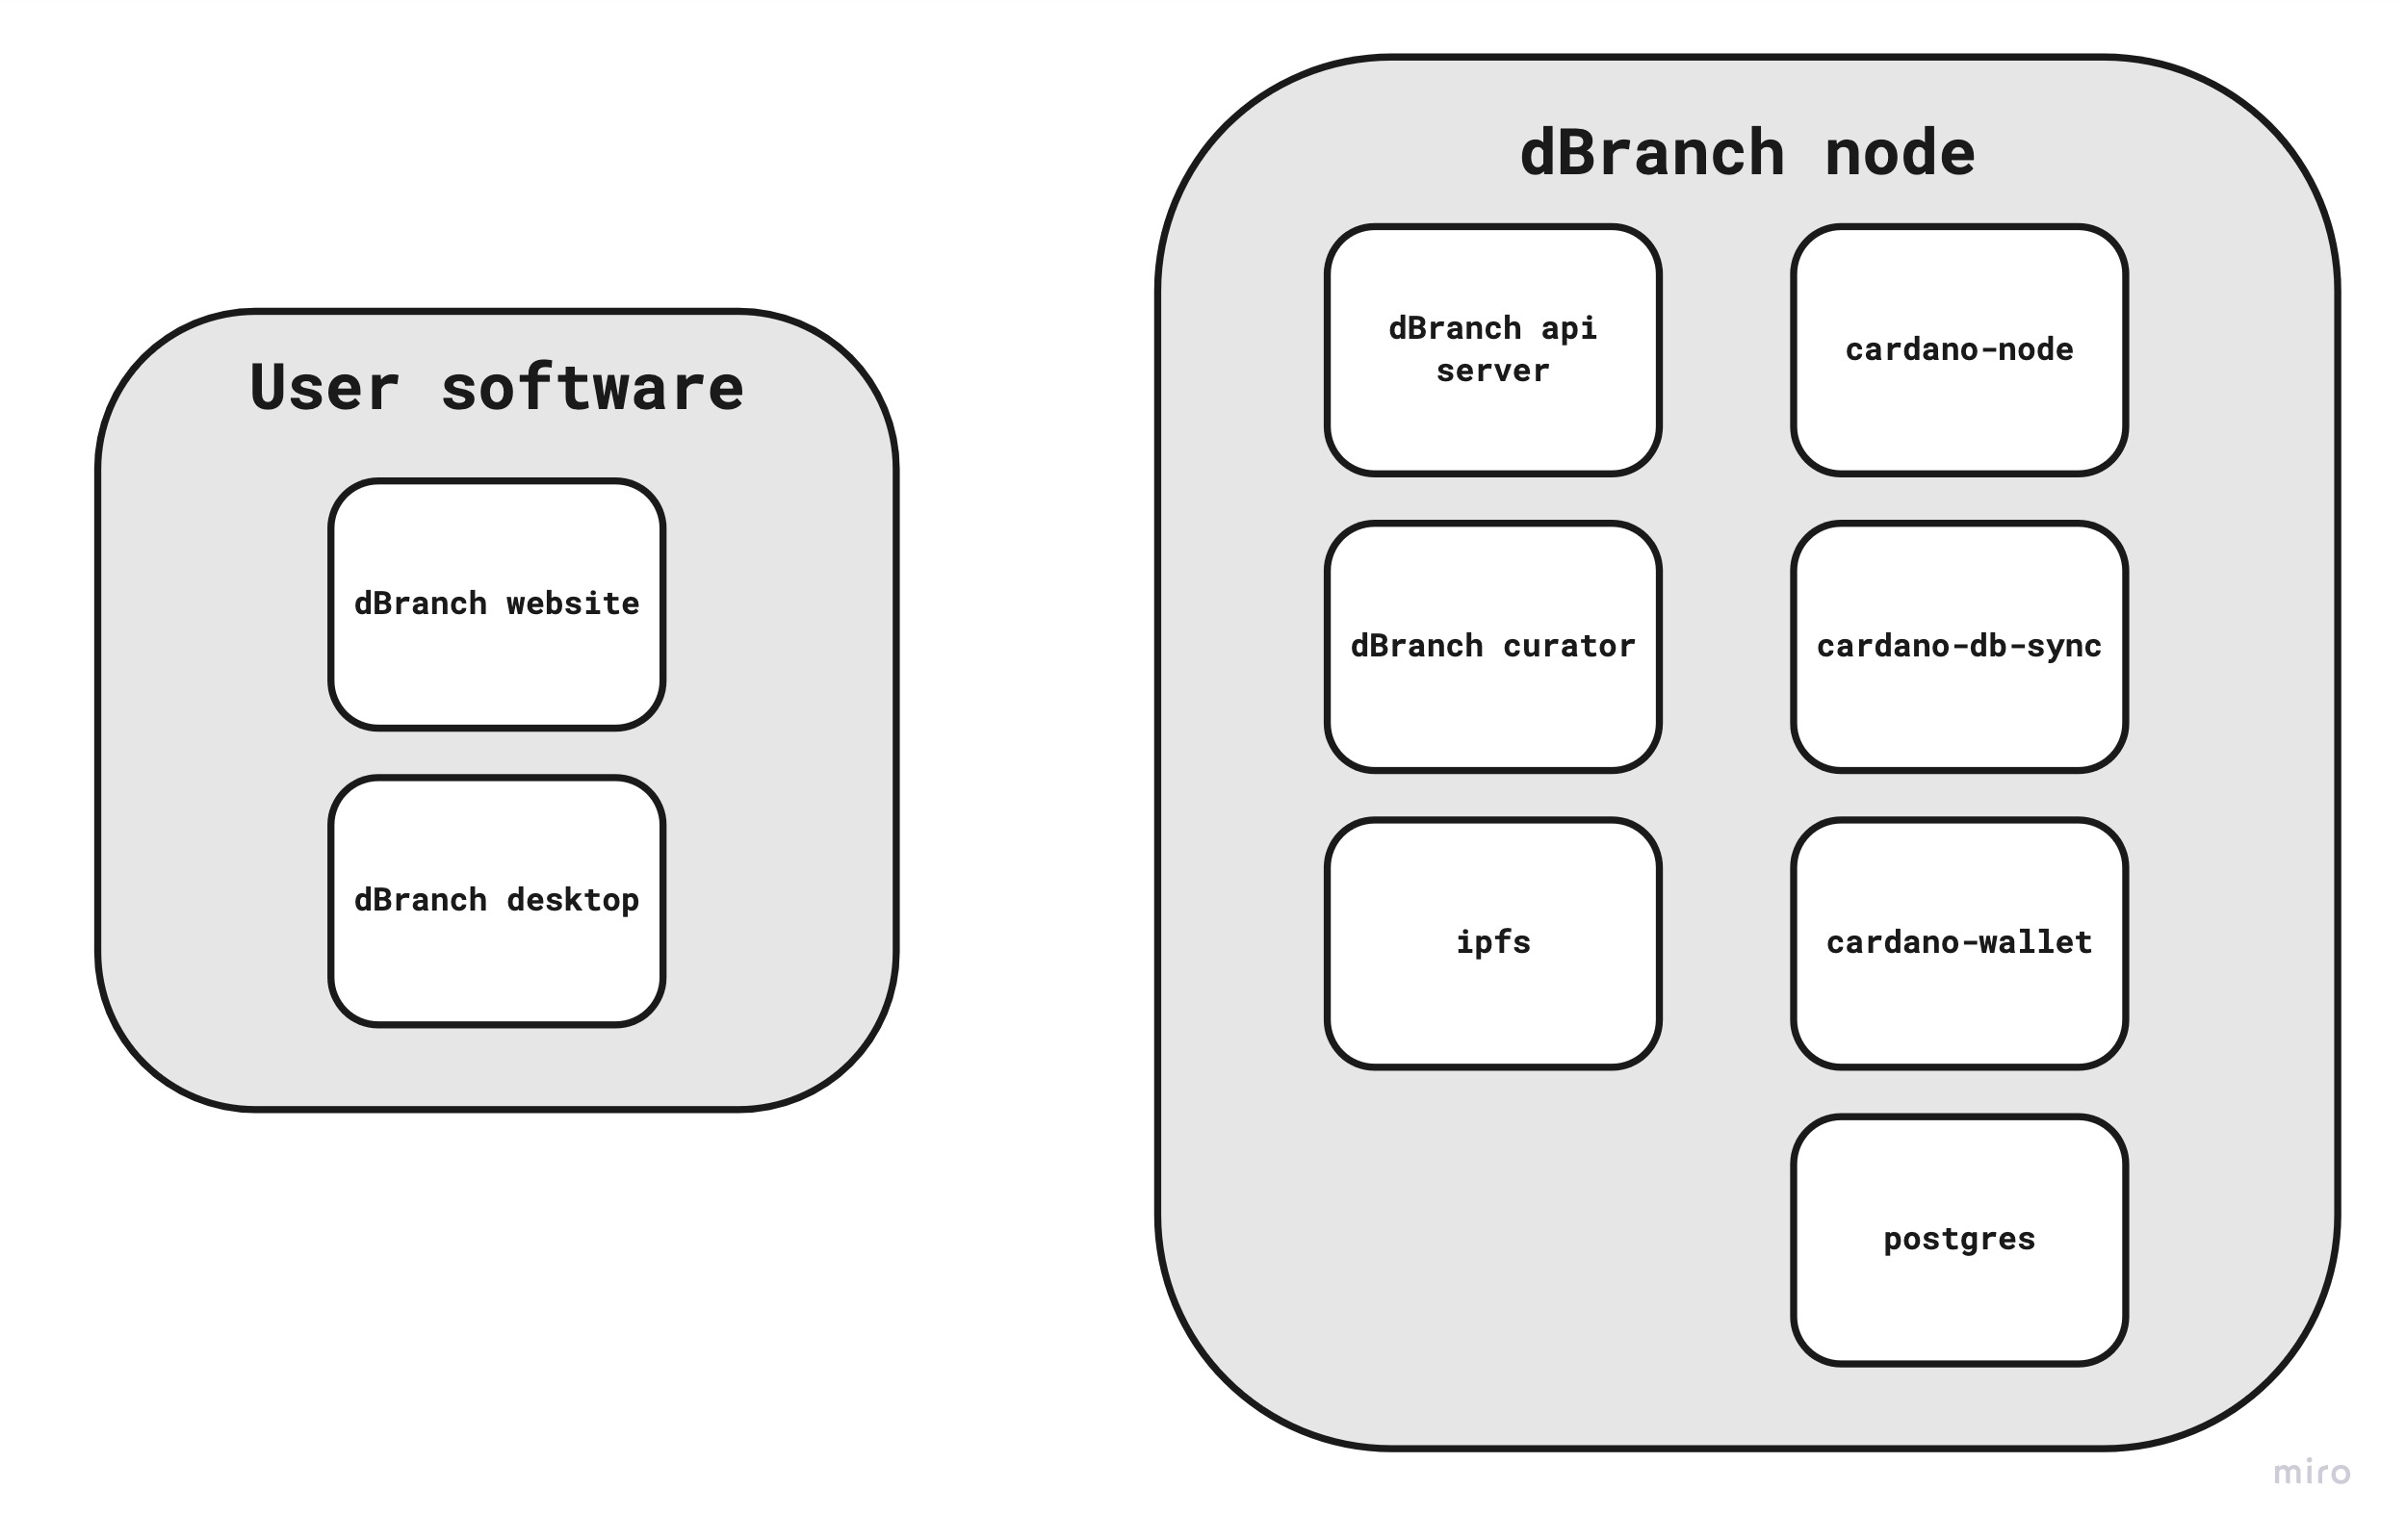 User software
dBranch website
dBranch desktop
dBranch node
dBranch api
server
dBranch curator
ipfs
cardano-node
cardano-db-sync
cardano-wallet
postgres
miro